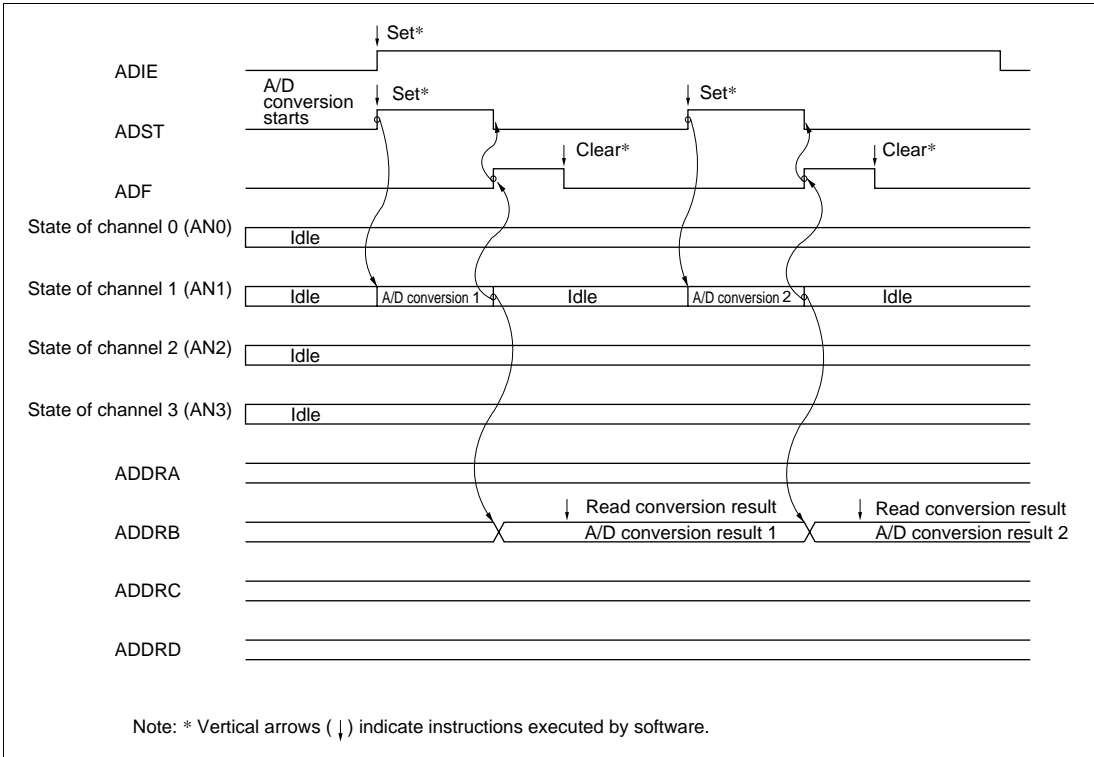 Set*
ADIE
A/D
conversion
starts
Set*
Set*
ADST
Clear*
Clear*
ADF
State of channel 0 (AN0)
Idle
State of channel 1 (AN1)
Idle
A/D conversion 1
Idle
A/D conversion 2
Idle
State of channel 2 (AN2)
Idle
State of channel 3 (AN3)
Idle
ADDRA
Read conversion result
Read conversion result
ADDRB
A/D conversion result 1
A/D conversion result 2
ADDRC
ADDRD
Note: * Vertical arrows (↓) indicate instructions executed by software.